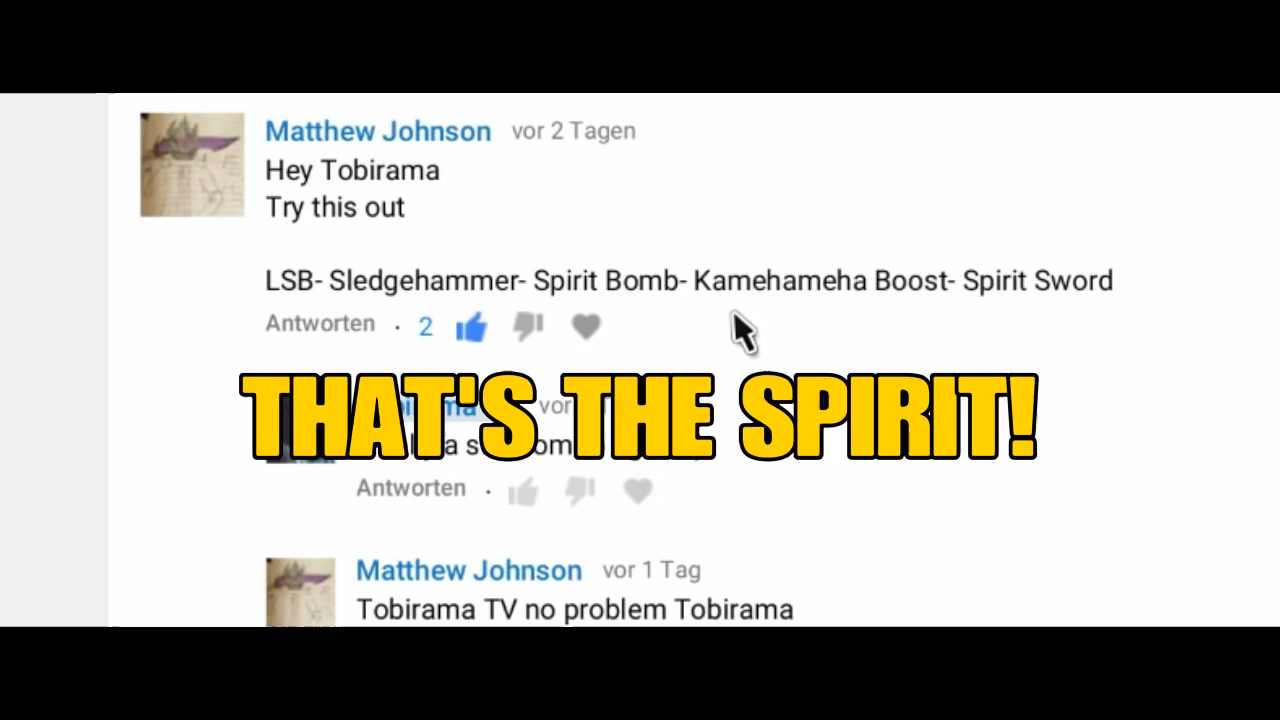 Matthew Johnson vor 2 Tagen
Hey Tobirama
Try this out
LSB- Sledgehammer- Spirit Bomb- Kamehameha Boost- Spirit Sword
Antworten · 2
THAT'S THE SPIRIT!
vor
Antworten ·
Matthew Johnson vor 1 Tag
Tobirama TV no problem Tobirama